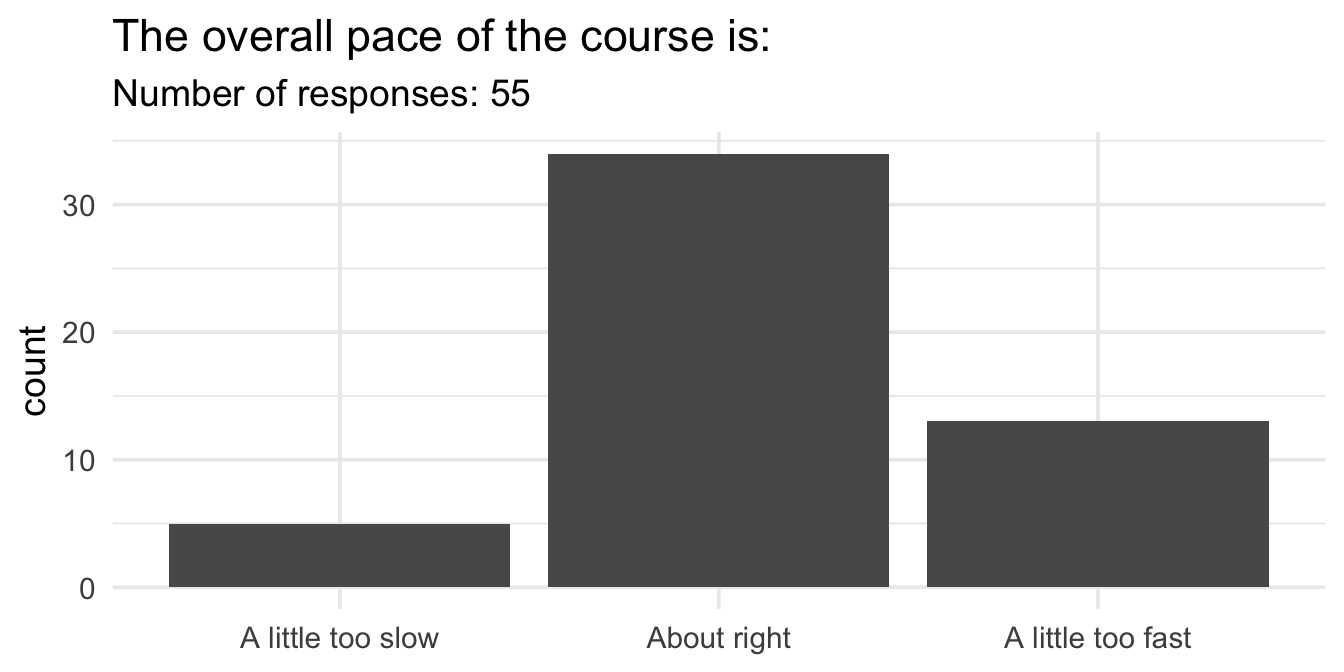 The overall pace of the course is:
Number of responses: 55
count
30
20
10
0
A little too slow
About right
A little too fast